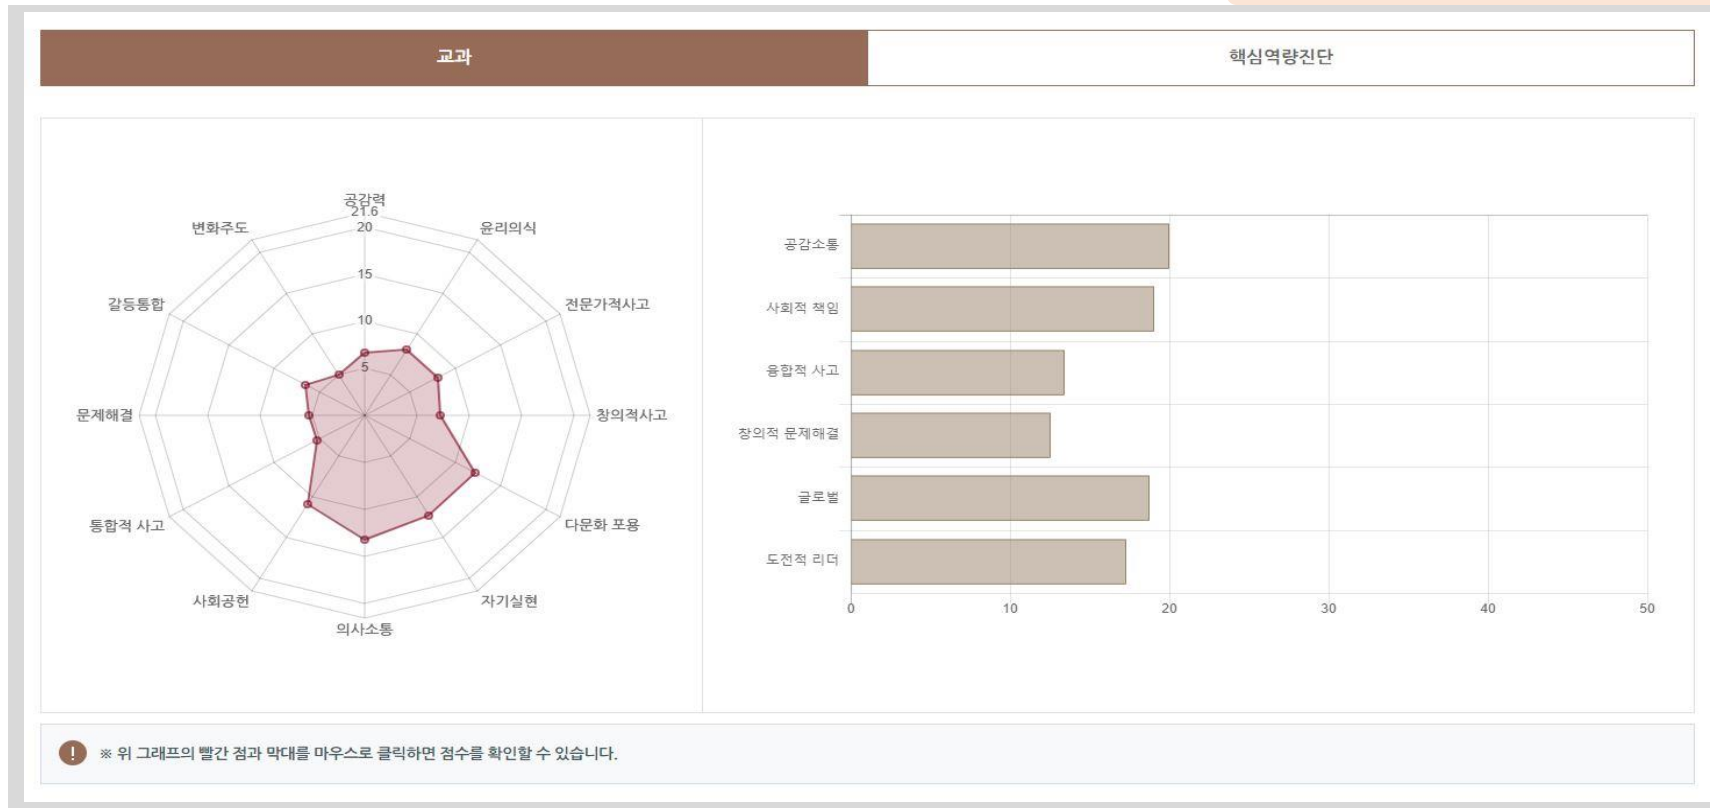 교과
핵심역량진단
공감력
21.6
20
15
10
5
윤리의식
전문가적사고
창의적사고
다문화 포용
자기실현
의사소통
사회공헌
통합적 사고
문제해결
갈등통합
변화주도
공감소통
사회적 책임
융합적 사고
창의적 문제해결
글로벌
도전적 리더
0 10 20 30 40 50
! ※ 위 그래프의 빨간 점과 막대를 마우스로 클릭하면 점수를 확인할 수 있습니다.